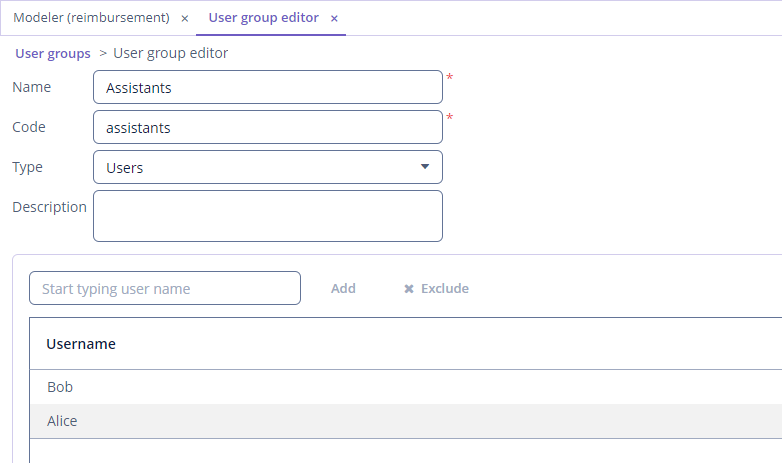 Modeler (reimbursement) × User group editor ×
User groups > User group editor
Name Assistants *
Code assistants *
Type Users
Description
Start typing user name Add × Exclude
Username
Bob
Alice